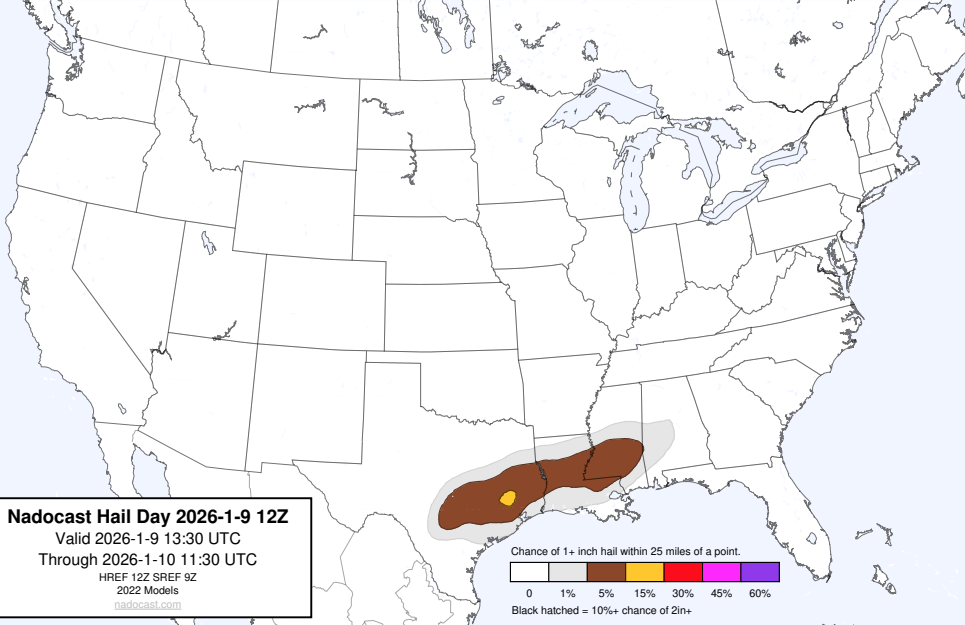 Nadocast Hail Day 2026-1-9 12Z
Valid 2026-1-9 13:30 UTC
Through 2026-1-10 11:30 UTC
HREF 12Z SREF 9Z
2022 Models
nadocast.com
Chance of 1+ inch hail within 25 miles of a point.
0 1% 5% 15% 30% 45% 60%
Black hatched = 10%+ chance of 2in+